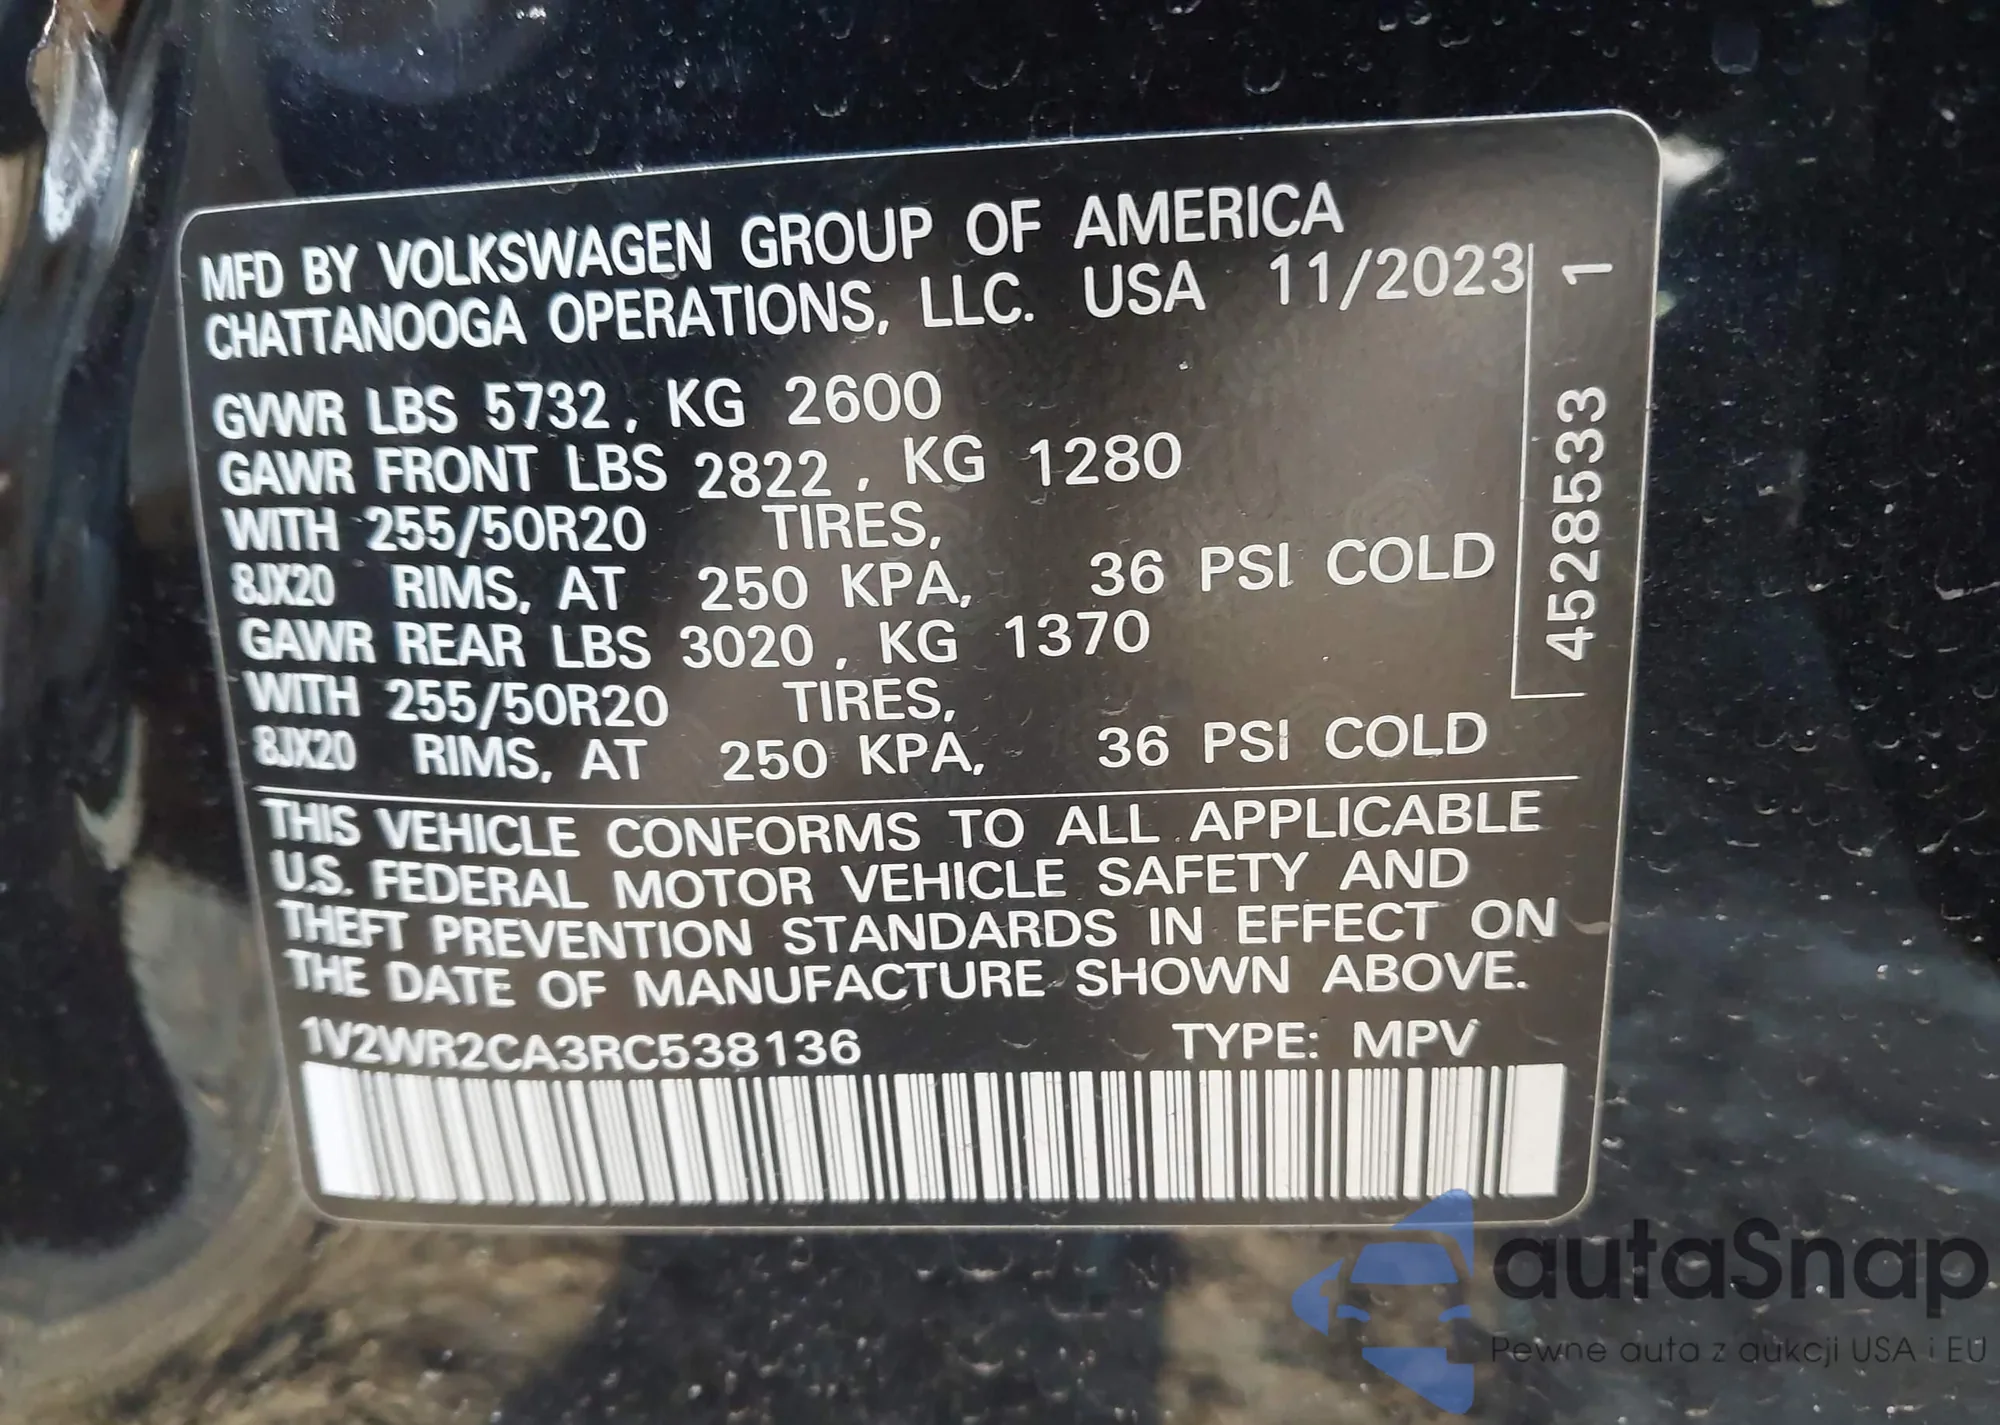 MFD BY VOLKSWAGEN GROUP OF AMERICA
CHATTANOOGA OPERATIONS, LLC. USA 11/2023
GVWR LBS 5732, KG 2600
GAWR FRONT LBS 2822, KG 1280
WITH 255/50R20 TIRES,
8JX20 RIMS, AT 250 KPA, 36 PSI COLD
GAWR REAR LBS 3020, KG 1370
WITH 255/50R20 TIRES,
8JX20 RIMS, AT 250 KPA, 36 PSI COLD
4528533 1
THIS VEHICLE CONFORMS TO ALL APPLICABLE
U.S. FEDERAL MOTOR VEHICLE SAFETY AND
THEFT PREVENTION STANDARDS IN EFFECT ON
THE DATE OF MANUFACTURE SHOWN ABOVE.
1V2WR2CA3RC538136 TYPE: MPV
autaSnap
Pewne auta z aukcji USA i EU